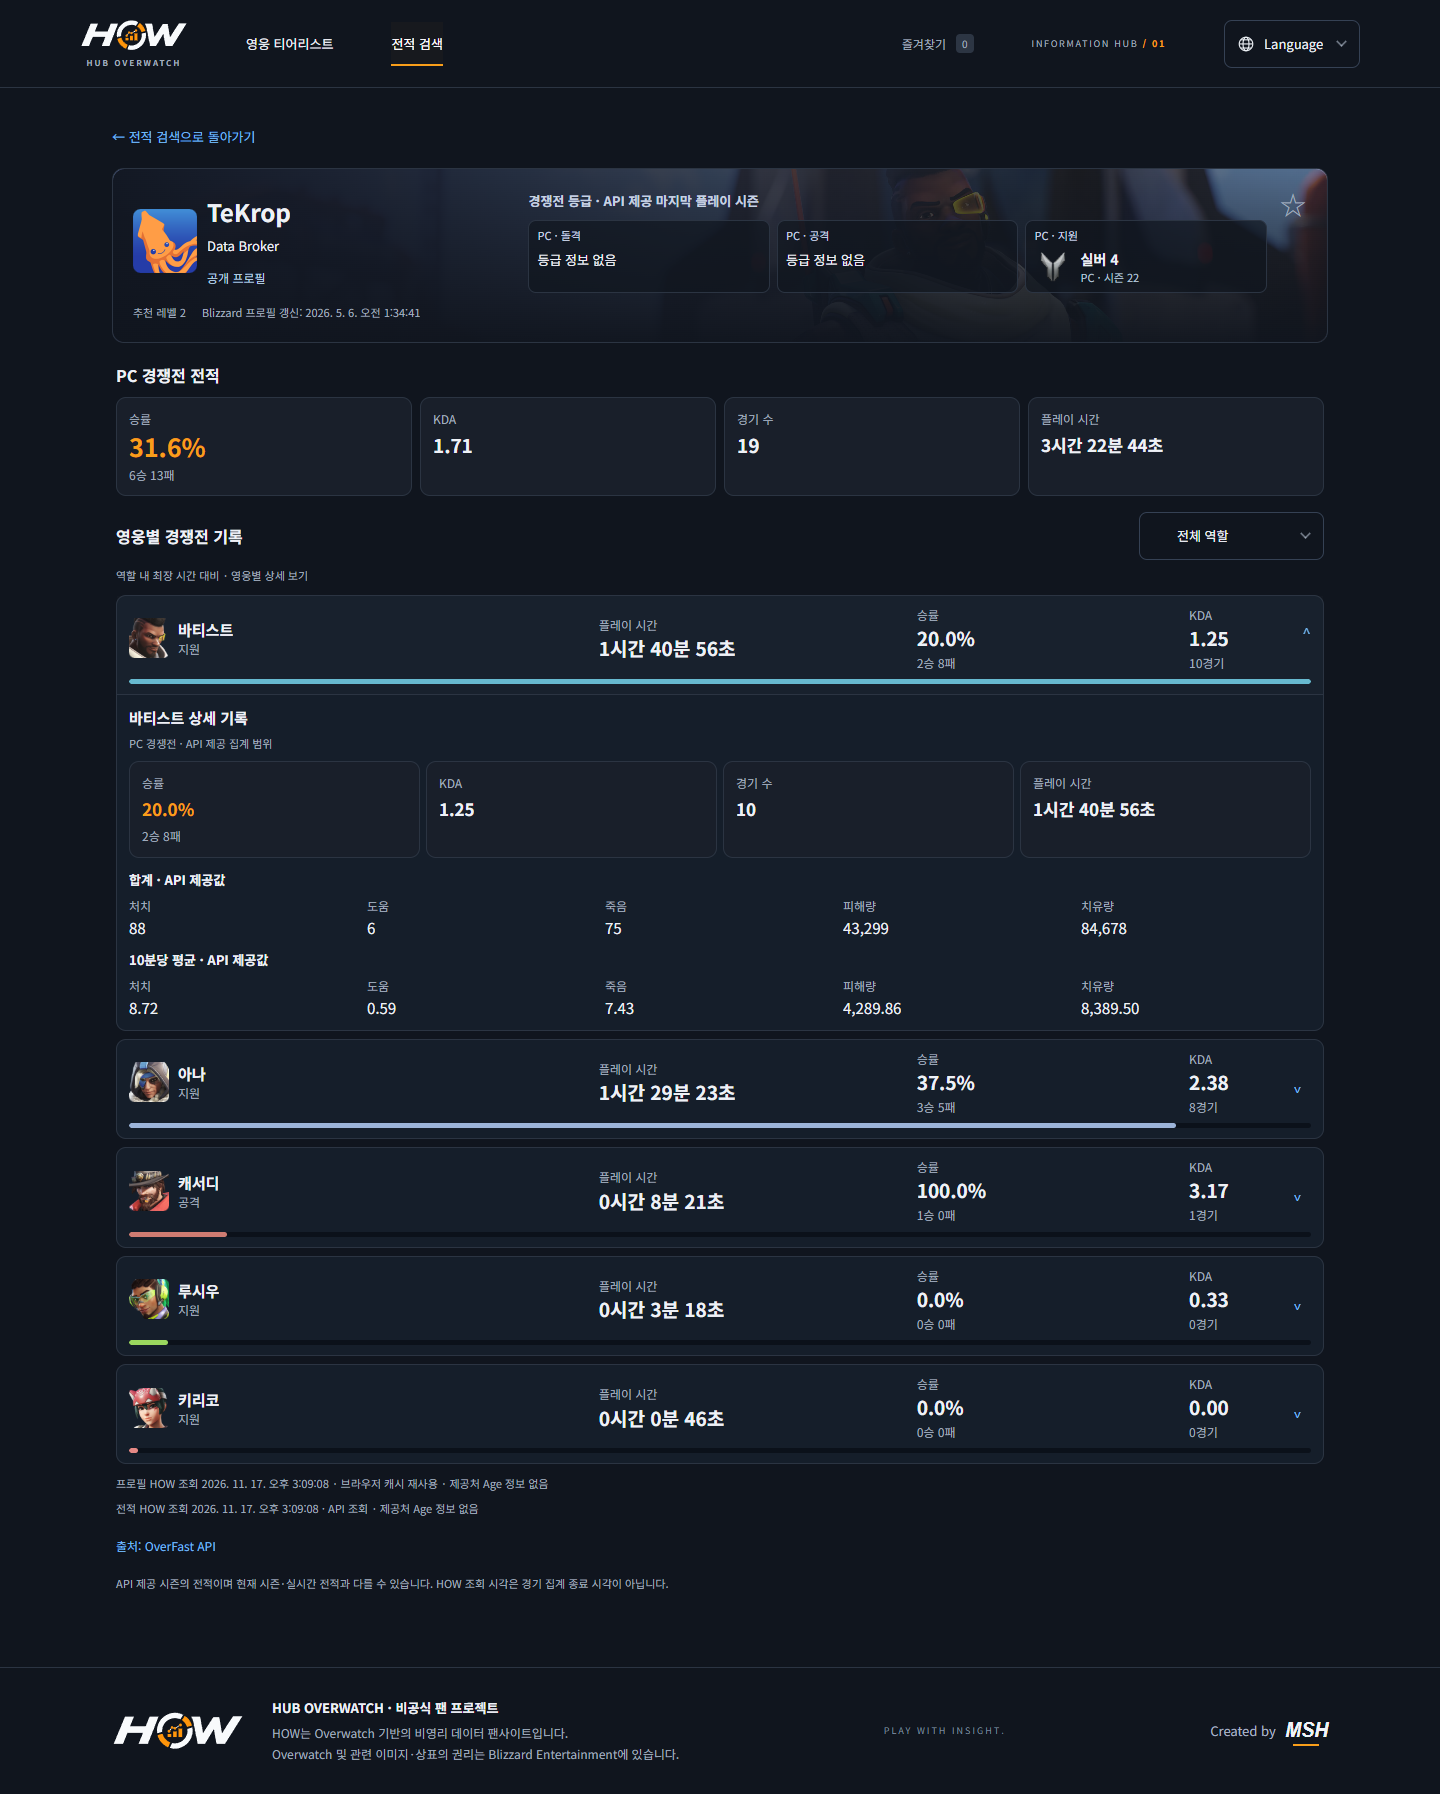 HOW
HUB OVERWATCH
영웅 티어리스트
전적 검색
즐겨찾기 0
INFORMATION HUB / 01
Language
← 전적 검색으로 돌아가기
TeKrop
Data Broker
공개 프로필
추천 레벨 2
Blizzard 프로필 갱신: 2026. 5. 6. 오전 1:34:41
경쟁전 등급 · API 제공 마지막 플레이 시즌
PC · 돌격
등급 정보 없음
PC · 공격
등급 정보 없음
PC · 지원
실버 4
PC · 시즌 22
PC 경쟁전 전적
승률
31.6%
6승 13패
KDA
1.71
경기 수
19
플레이 시간
3시간 22분 44초
영웅별 경쟁전 기록
전체 역할
역할 내 최장 시간 대비 · 영웅별 상세 보기
바티스트
지원
플레이 시간
1시간 40분 56초
승률
20.0%
2승 8패
KDA
1.25
10경기
바티스트 상세 기록
PC 경쟁전 · API 제공 집계 범위
승률
20.0%
2승 8패
KDA
1.25
경기 수
10
플레이 시간
1시간 40분 56초
합계 · API 제공값
처치
88
도움
6
죽음
75
피해량
43,299
치유량
84,678
10분당 평균 · API 제공값
처치
8.72
도움
0.59
죽음
7.43
피해량
4,289.86
치유량
8,389.50
아나
지원
플레이 시간
1시간 29분 23초
승률
37.5%
3승 5패
KDA
2.38
8경기
캐서디
공격
플레이 시간
0시간 8분 21초
승률
100.0%
1승 0패
KDA
3.17
1경기
루시우
지원
플레이 시간
0시간 3분 18초
승률
0.0%
0승 0패
KDA
0.33
0경기
키리코
지원
플레이 시간
0시간 0분 46초
승률
0.0%
0승 0패
KDA
0.00
0경기
프로필 HOW 조회 2026. 11. 17. 오후 3:09:08 · 브라우저 캐시 재사용 · 제공처 Age 정보 없음
전적 HOW 조회 2026. 11. 17. 오후 3:09:08 · API 조회 · 제공처 Age 정보 없음
출처: OverFast API
API 제공 시즌의 전적이며 현재 시즌·실시간 전적과 다를 수 있습니다. HOW 조회 시각은 경기 집계 종료 시각이 아닙니다.
HOW
HUB OVERWATCH · 비공식 팬 프로젝트
HOW는 Overwatch 기반의 비영리 데이터 팬사이트입니다.
Overwatch 및 관련 이미지·상표의 권리는 Blizzard Entertainment에 있습니다.
PLAY WITH INSIGHT.
Created by MSH